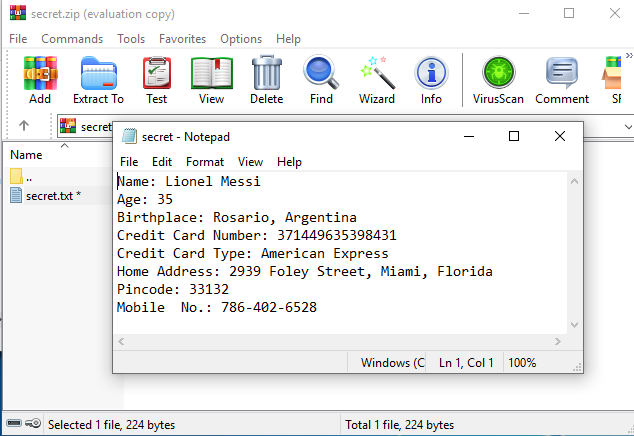 secret.zip (evaluation copy)
File Commands Tools Favorites Options Help
Add Extract To Test View Delete Find Wizard Info VirusScan Comment
secret
Name
..
secret.txt *
secret - Notepad
File Edit Format View Help
Name: Lionel Messi
Age: 35
Birthplace: Rosario, Argentina
Credit Card Number: 371449635398431
Credit Card Type: American Express
Home Address: 2939 Foley Street, Miami, Florida
Pincode: 33132
Mobile  No.: 786-402-6528
Windows (C Ln 1, Col 1 100%
Selected 1 file, 224 bytes Total 1 file, 224 bytes